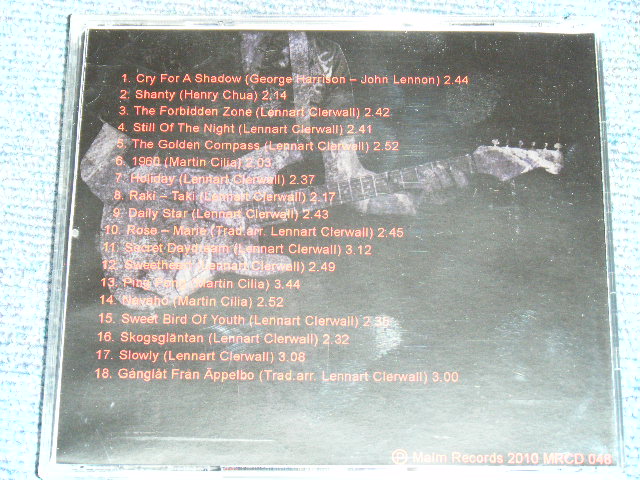 1. Cry For A Shadow (George Harrison – John Lennon) 2.44
2. Shanty (Henry Chua) 2.14
3. The Forbidden Zone (Lennart Clerwall) 2.42
4. Still Of The Night (Lennart Clerwall) 2.41
5. The Golden Compass (Lennart Clerwall) 2.52
6. 1960 (Martin Cilia) 2.03
7. Holiday (Lennart Clerwall) 2.37
8. Raki – Taki (Lennart Clerwall) 2.17
9. Daily Star (Lennart Clerwall) 2.43
10. Rose – Marie (Trad.arr. Lennart Clerwall) 2:45
11. Secret Daydream (Lennart Clerwall) 3.12
12. Sweetheart (Lennart Clerwall) 2.49
13. Ping Pong (Martin Cilia) 3.44
14. Navaho (Martin Cilia) 2.52
15. Sweet Bird Of Youth (Lennart Clerwall) 2.35
16. Skogsgläntan (Lennart Clerwall) 2.32
17. Slowly (Lennart Clerwall) 3.08
18. Gånglåt Från Äppelbo (Trad.arr. Lennart Clerwall) 3.00
℗ Malm Records 2010 MRCD 048